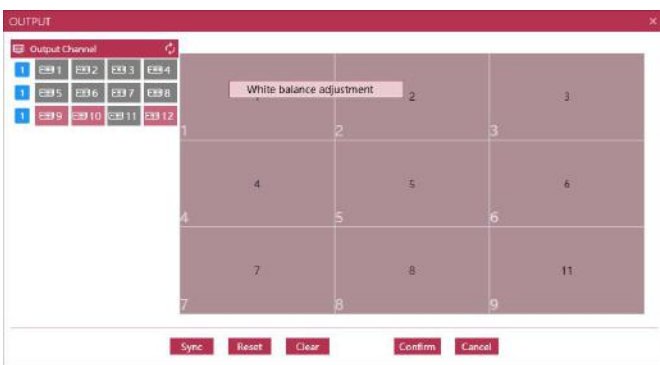 OUTPUT ×
Output Channel
1 1 2 3 4
1 5 6 7 8
1 9 10 11 12
White balance adjustment
2 3
1 2 3
4 5 6
4 5 6
7 8 11
7 8 9
Sync Reset Clear Confirm Cancel